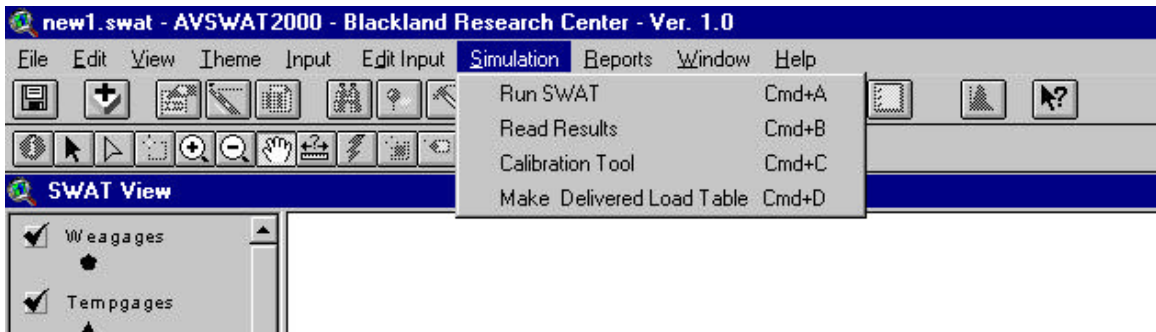 new1.swat - AVSWAT2000 - Blackland Research Center - Ver. 1.0
File Edit View Theme Input Edit Input Simulation Reports Window Help
Run SWAT Cmd+A
Read Results Cmd+B
Calibration Tool Cmd+C
Make Delivered Load Table Cmd+D
SWAT View
Weagages
Tempgages